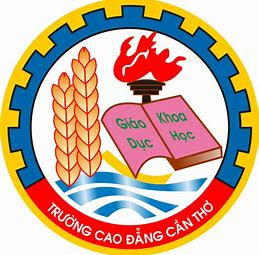 Giáo Dục
Khoa Học
TRƯỜNG CAO ĐẲNG CẦN THƠ